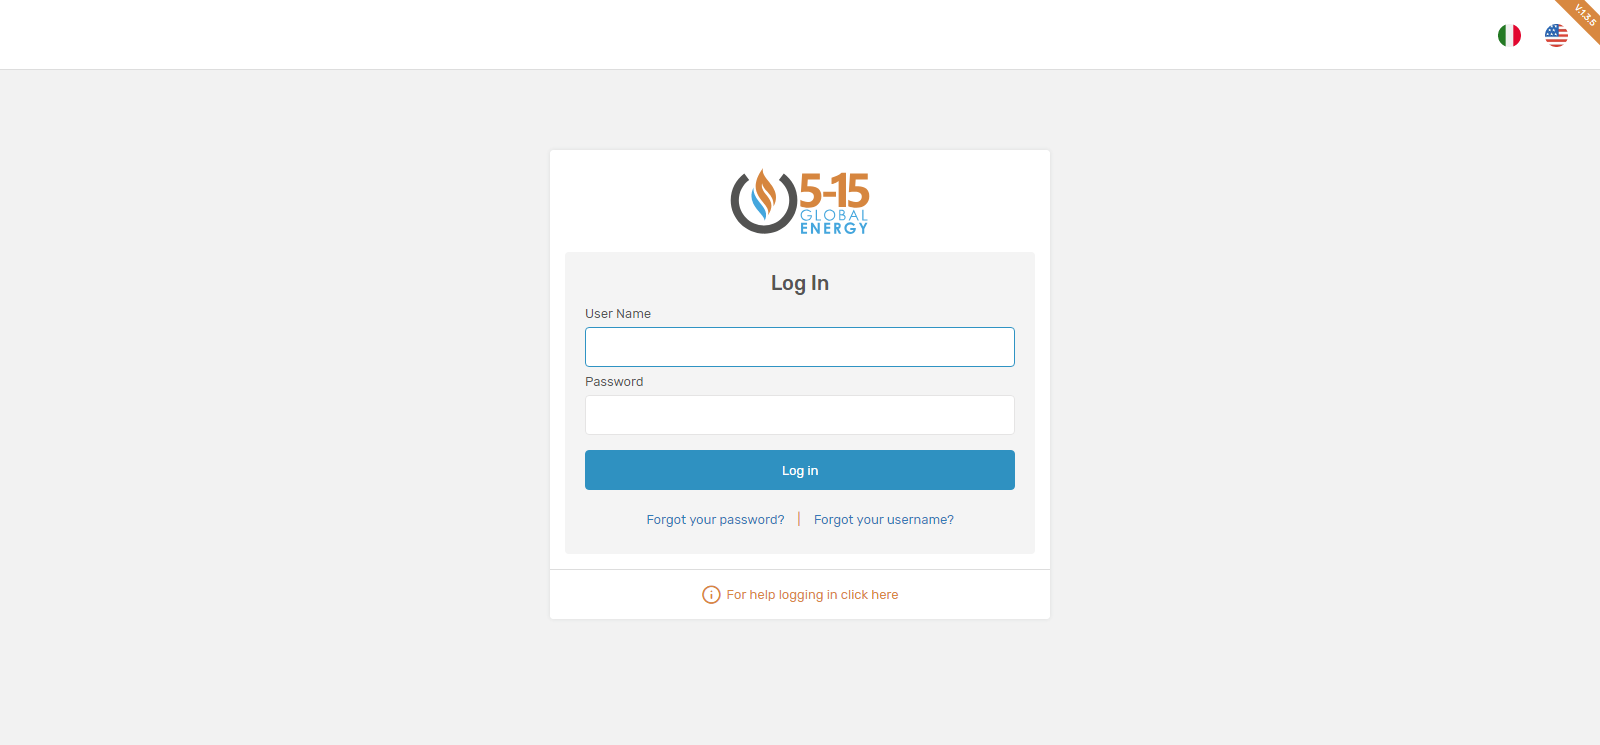 V.1.3.5
5-15
GLOBAL
ENERGY
Log In
User Name
Password
Log in
Forgot your password? | Forgot your username?
For help logging in click here